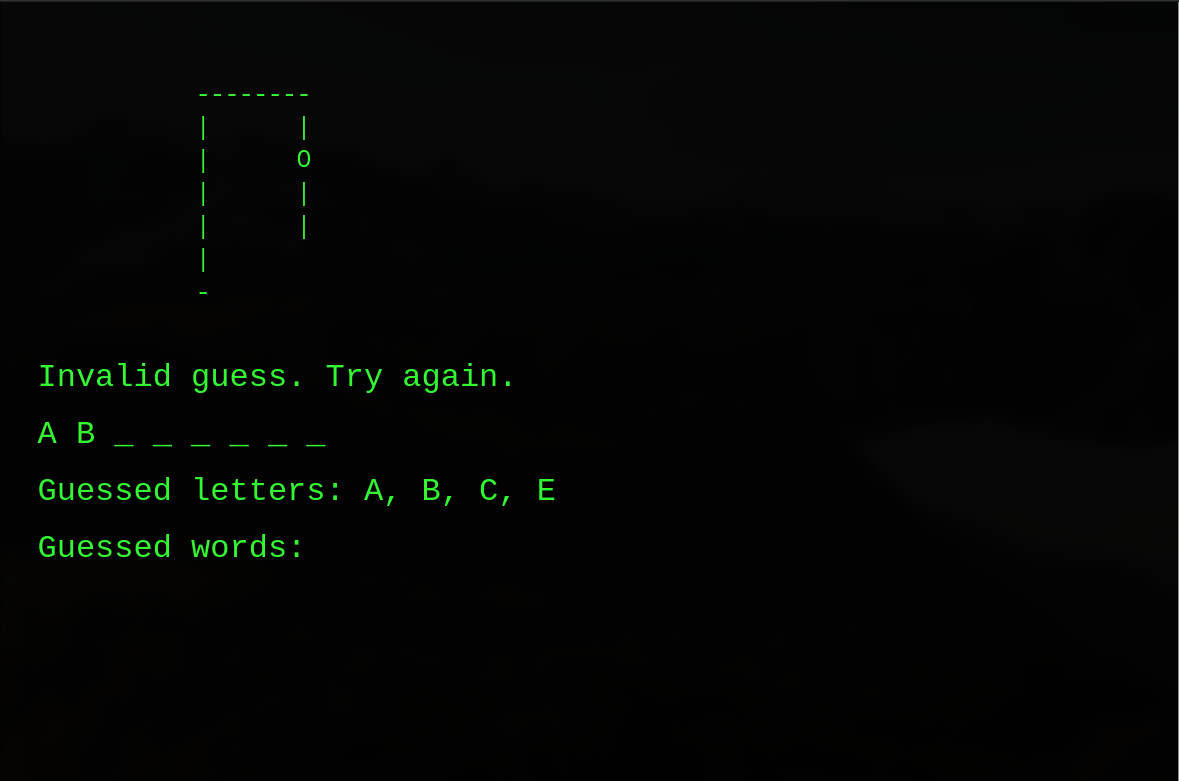 --------
|      |
|      O
|      |
|      |
|
-
Invalid guess. Try again.
A B _ _ _ _ _ _
Guessed letters: A, B, C, E
Guessed words: